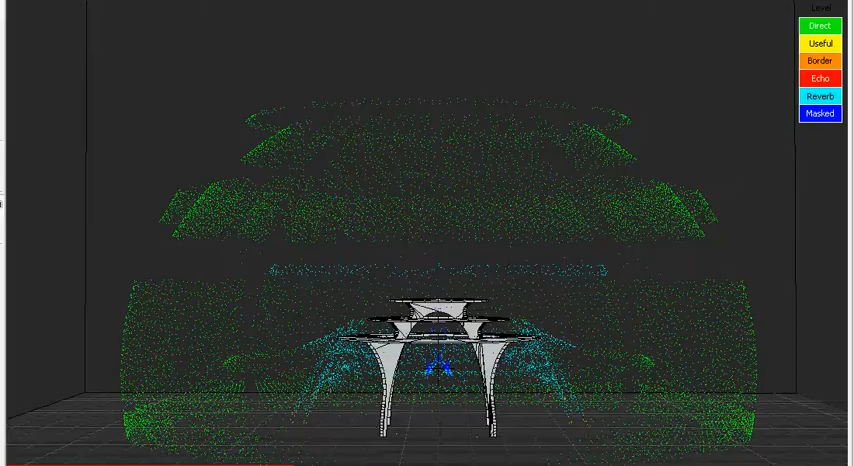 Level
Direct
Useful
Border
Echo
Reverb
Masked